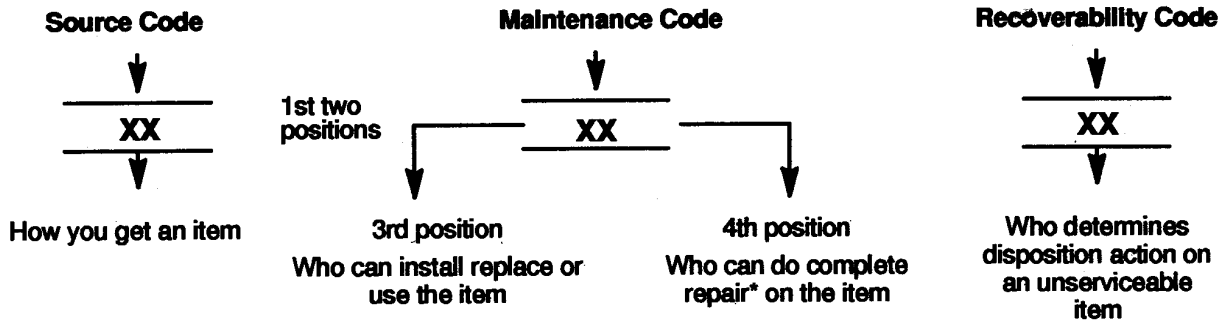 Source Code
Maintenance Code
Recoverability Code
XX
1st two
positions
XX
XX
How you get an item
3rd position
Who can install replace or
use the item
4th position
Who can do complete
repair* on the item
Who determines
disposition action on
an unserviceable
item